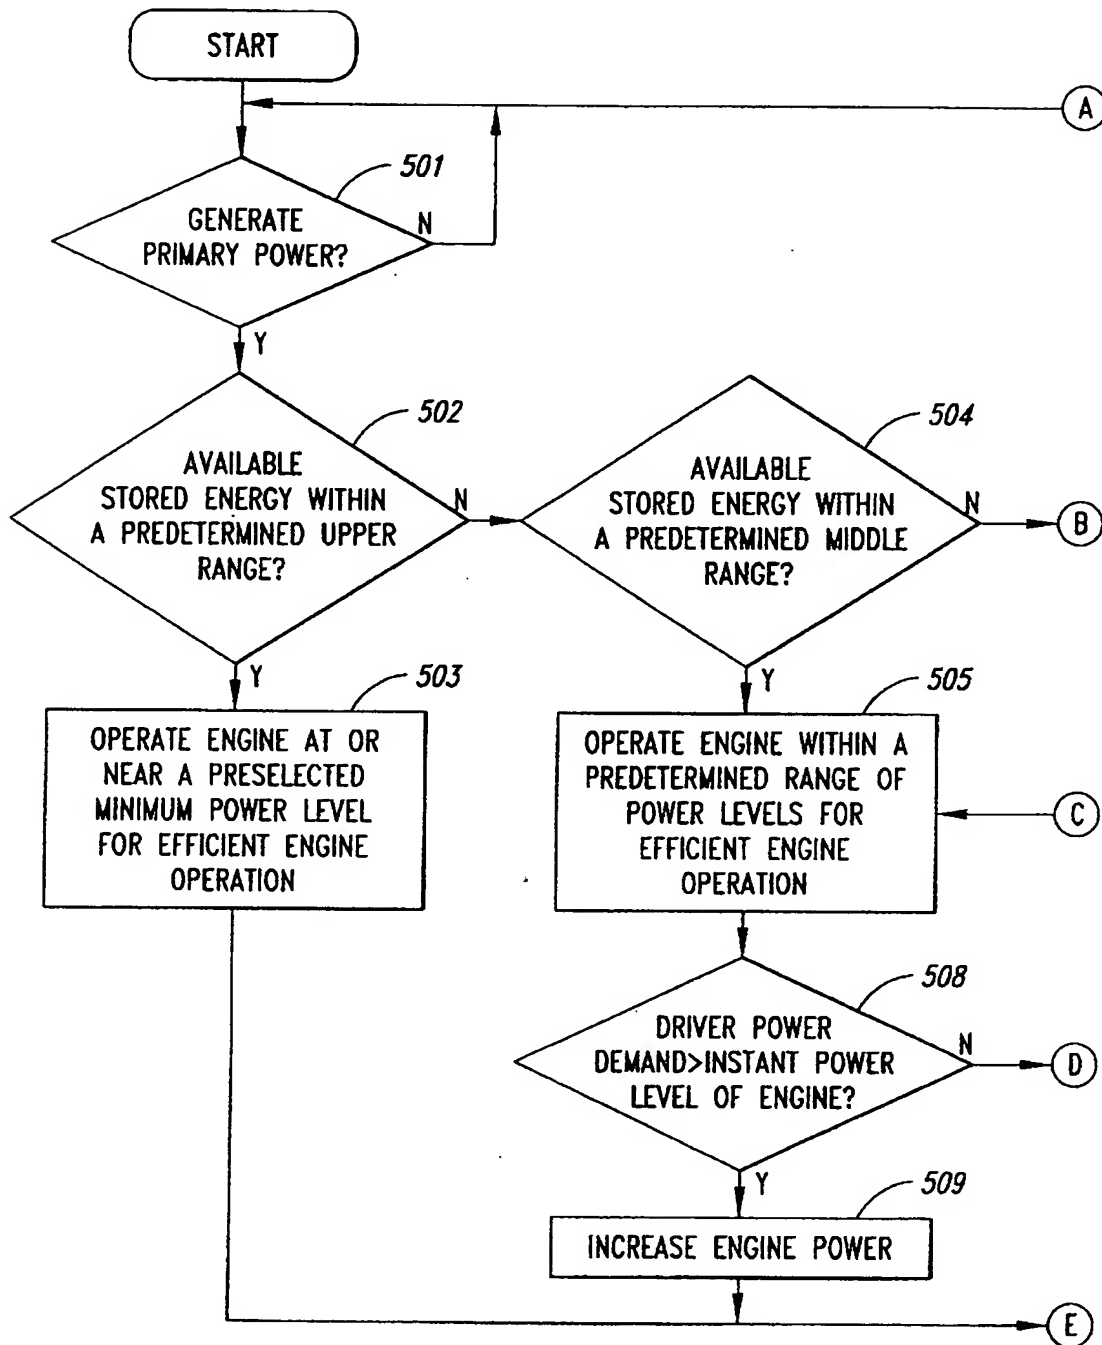 START
A
501
GENERATE
PRIMARY POWER?
N
Y
502
AVAILABLE
STORED ENERGY WITHIN
A PREDETERMINED UPPER
RANGE?
N
504
AVAILABLE
STORED ENERGY WITHIN
A PREDETERMINED MIDDLE
RANGE?
N
B
Y
503
OPERATE ENGINE AT OR
NEAR A PRESELECTED
MINIMUM POWER LEVEL
FOR EFFICIENT ENGINE
OPERATION
Y
505
OPERATE ENGINE WITHIN A
PREDETERMINED RANGE OF
POWER LEVELS FOR
EFFICIENT ENGINE
OPERATION
C
508
DRIVER POWER
DEMAND>INSTANT POWER
LEVEL OF ENGINE?
N
D
Y
509
INCREASE ENGINE POWER
E